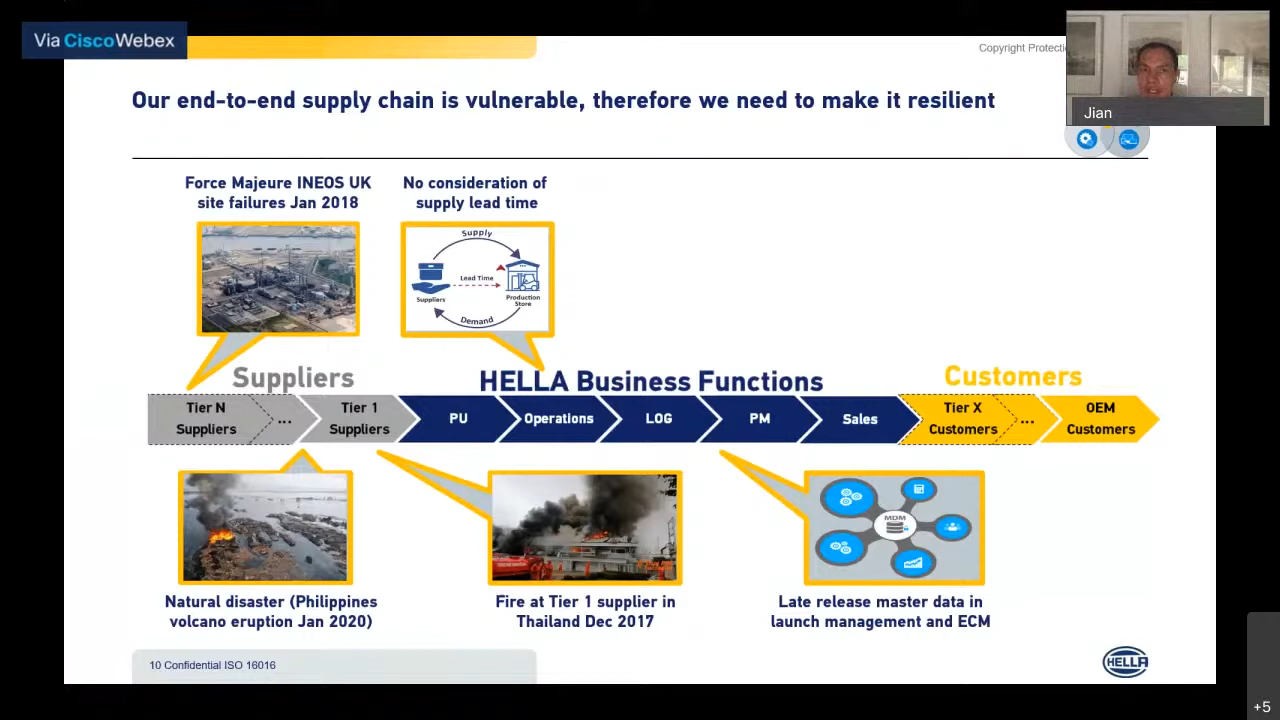 Via CiscoWebex
Copyright Protecti
Jian
Our end-to-end supply chain is vulnerable, therefore we need to make it resilient
Force Majeure INEOS UK
site failures Jan 2018
No consideration of
supply lead time
Supply
Lead Time
Suppliers
Production
Store
Demand
Suppliers
HELLA Business Functions
Customers
Tier N
Suppliers
...
Tier 1
Suppliers
PU
Operations
LOG
PM
Sales
Tier X
Customers
...
OEM
Customers
MDM
Natural disaster (Philippines
volcano eruption Jan 2020)
Fire at Tier 1 supplier in
Thailand Dec 2017
Late release master data in
launch management and ECM
10 Confidential ISO 16016
HELLA
+5